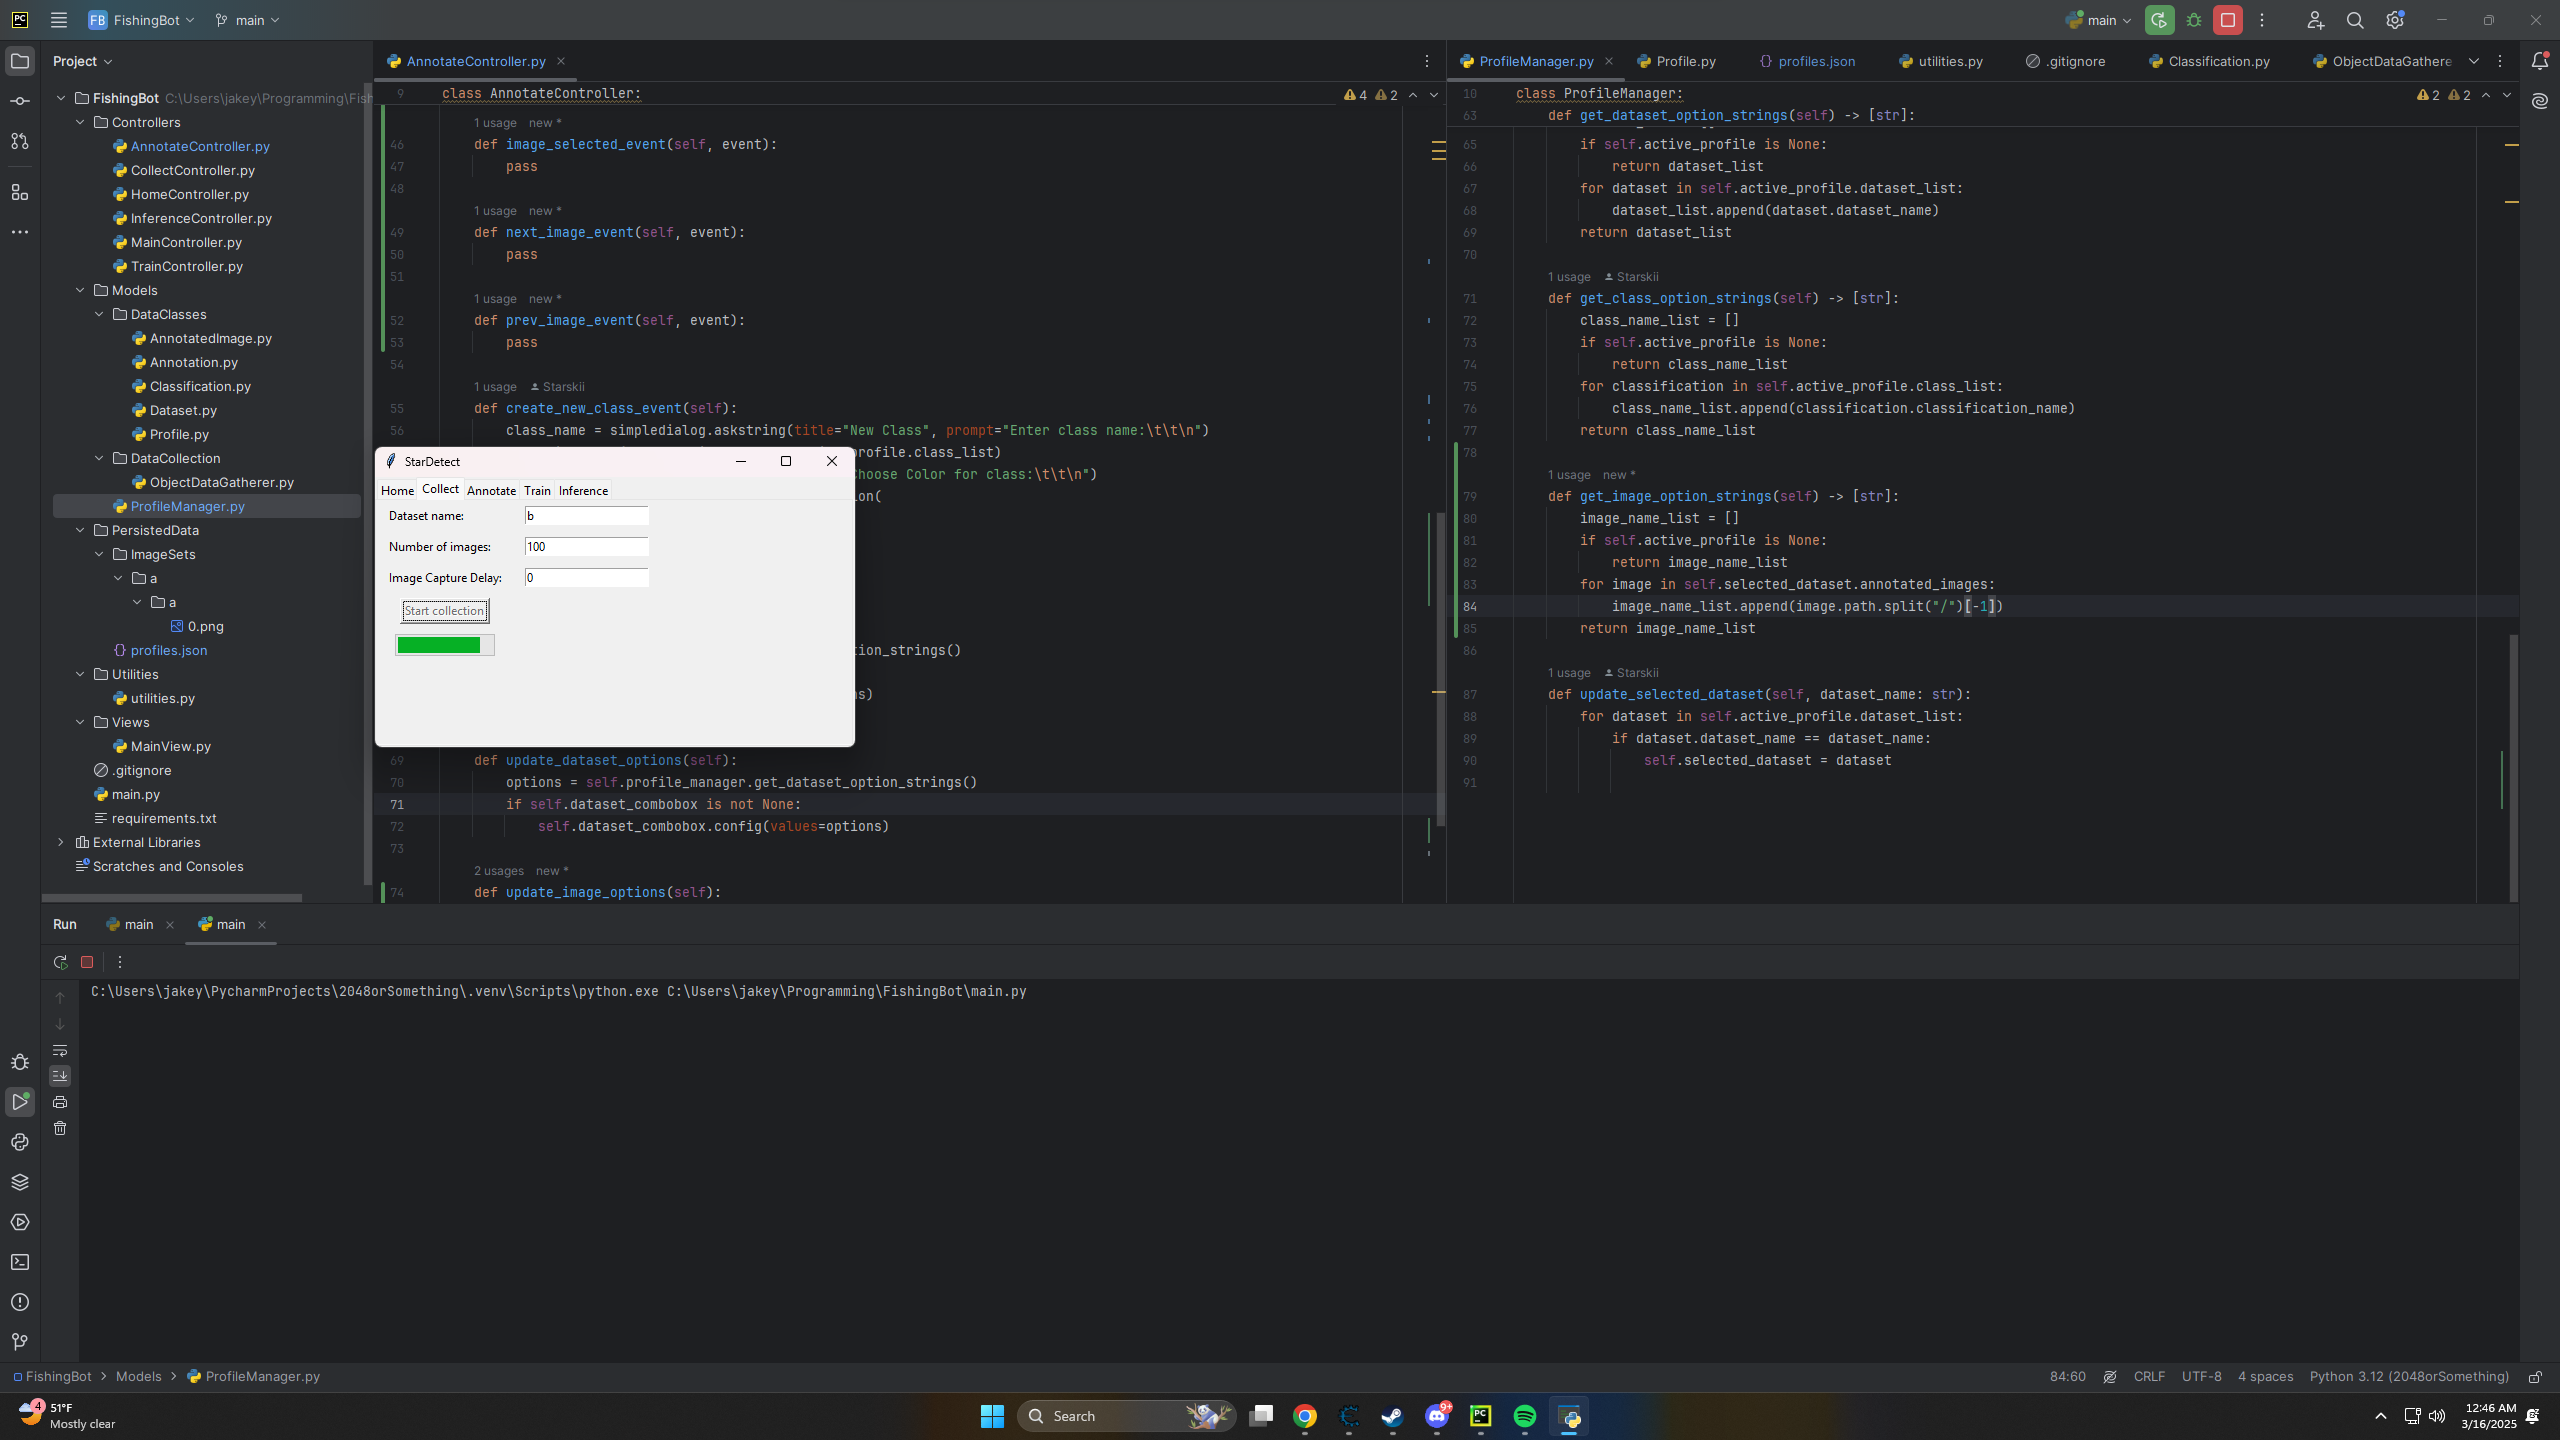 PC FB FishingBot main main
Project
AnnotateController.py
ProfileManager.py Profile.py profiles.json utilities.py .gitignore Classification.py ObjectDataGathere
FishingBot C:\Users\jakey\Programming\Fish
Controllers
AnnotateController.py
CollectController.py
HomeController.py
InferenceController.py
MainController.py
TrainController.py
Models
DataClasses
AnnotatedImage.py
Annotation.py
Classification.py
Dataset.py
Profile.py
DataCollection
ObjectDataGatherer.py
ProfileManager.py
PersistedData
ImageSets
a
a
0.png
profiles.json
Utilities
utilities.py
Views
MainView.py
.gitignore
main.py
requirements.txt
External Libraries
Scratches and Consoles
9 class AnnotateController: 4 2
1 usage new *
46 def image_selected_event(self, event):
47 pass
48
1 usage new *
49 def next_image_event(self, event):
50 pass
51
1 usage new *
52 def prev_image_event(self, event):
53 pass
54
1 usage Starskii
55 def create_new_class_event(self):
56 class_name = simpledialog.askstring(title="New Class", prompt="Enter class name:\t\t\n")
profile.class_list)
Choose Color for class:\t\t\n")
on(
tion_strings()
s)
StarDetect
Home Collect Annotate Train Inference
Dataset name: b
Number of images: 100
Image Capture Delay: 0
Start collection
69 def update_dataset_options(self):
70 options = self.profile_manager.get_dataset_option_strings()
71 if self.dataset_combobox is not None:
72 self.dataset_combobox.config(values=options)
73
2 usages new *
74 def update_image_options(self):
10 class ProfileManager: 2 2
63 def get_dataset_option_strings(self) -> [str]:
65 if self.active_profile is None:
66 return dataset_list
67 for dataset in self.active_profile.dataset_list:
68 dataset_list.append(dataset.dataset_name)
69 return dataset_list
70
1 usage Starskii
71 def get_class_option_strings(self) -> [str]:
72 class_name_list = []
73 if self.active_profile is None:
74 return class_name_list
75 for classification in self.active_profile.class_list:
76 class_name_list.append(classification.classification_name)
77 return class_name_list
78
1 usage new *
79 def get_image_option_strings(self) -> [str]:
80 image_name_list = []
81 if self.active_profile is None:
82 return image_name_list
83 for image in self.selected_dataset.annotated_images:
84 image_name_list.append(image.path.split("/")[-1])
85 return image_name_list
86
1 usage Starskii
87 def update_selected_dataset(self, dataset_name: str):
88 for dataset in self.active_profile.dataset_list:
89 if dataset.dataset_name == dataset_name:
90 self.selected_dataset = dataset
91
Run main main
C:\Users\jakey\PycharmProjects\2048orSomething\.venv\Scripts\python.exe C:\Users\jakey\Programming\FishingBot\main.py
FishingBot Models ProfileManager.py 84:60 CRLF UTF-8 4 spaces Python 3.12 (2048orSomething)
4 51°F
Mostly clear
Search
9+
PC
12:46 AM
3/16/2025